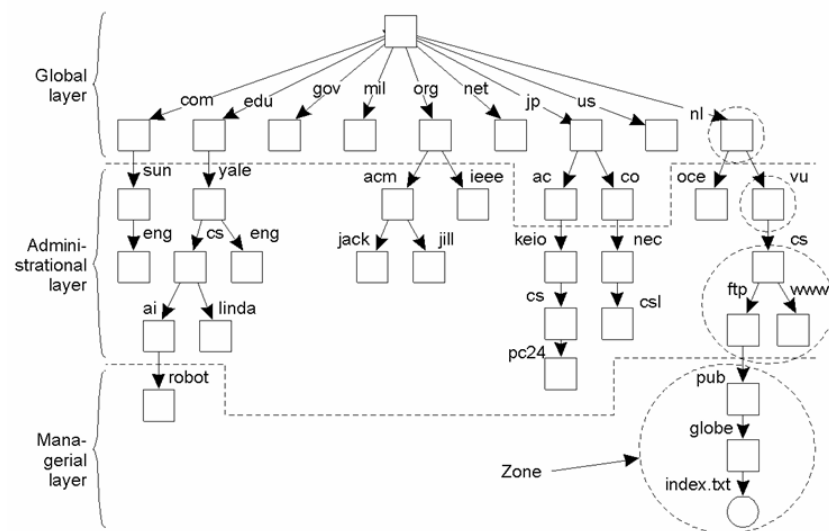 Global
layer
com
edu
gov
mil
org
net
jp
us
nl
sun
yale
acm
ieee
ac
co
oce
vu
Adminis-
trational
layer
eng
cs
eng
jack
jill
keio
nec
cs
ai
linda
cs
csl
ftp
www
pc24
robot
pub
Mana-
gerial
layer
globe
Zone
index.txt